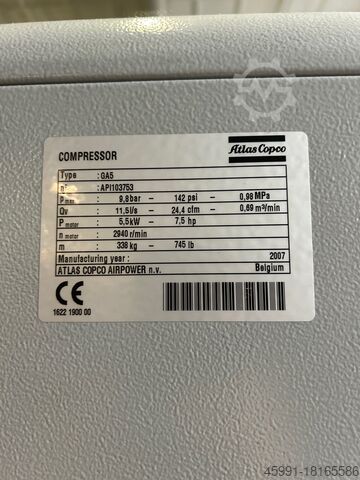 Atlas Copco
COMPRESSOR
Type : GA5
n° : API103753
P max : 9,8bar – 142 psi – 0,98 MPa
Qv : 11,5l/s – 24,4 cfm – 0,69 m³/min
P motor : 5,5kW – 7,5 hp
n motor : 2940 r/min
m : 338 kg – 745 lb
Manufacturing year : 2007
ATLAS COPCO AIRPOWER n.v. Belgium
CE
1622 1900 00
45991-18165586